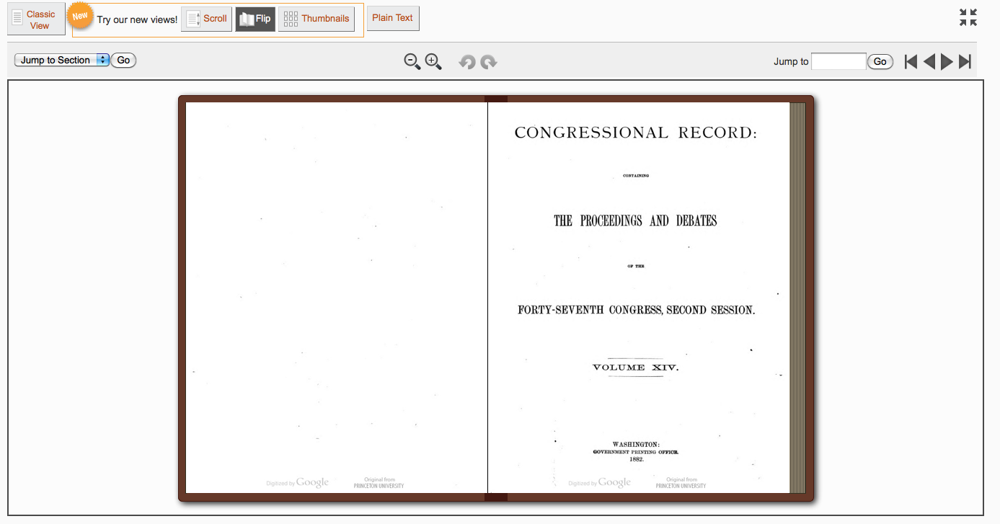 Classic
View
New
Try our new views!
Scroll
Flip
Thumbnails
Plain Text
Jump to Section
Go
Jump to
Go
Digitized by Google
Original from
PRINCETON UNIVERSITY
CONGRESSIONAL RECORD:
CONTAINING
THE PROCEEDINGS AND DEBATES
OF THE
FORTY-SEVENTH CONGRESS, SECOND SESSION.
VOLUME XIV.
WASHINGTON:
GOVERNMENT PRINTING OFFICE.
1882.
Digitized by Google
Original from
PRINCETON UNIVERSITY